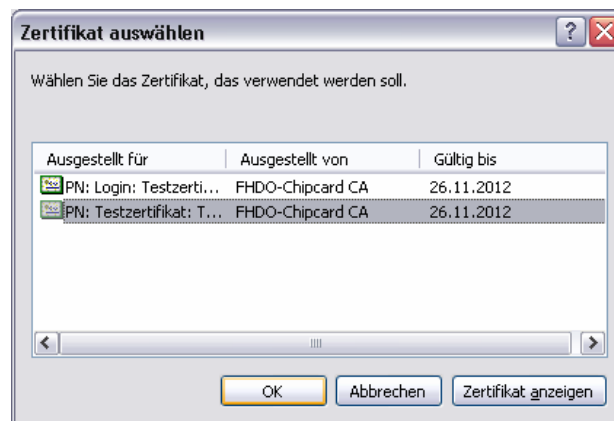 Zertifikat auswählen
Wählen Sie das Zertifikat, das verwendet werden soll.
Ausgestellt für Ausgestellt von Gültig bis
PN: Login: Testzerti... FHDO-Chipcard CA 26.11.2012
PN: Testzertifikat: T... FHDO-Chipcard CA 26.11.2012
OK Abbrechen Zertifikat anzeigen